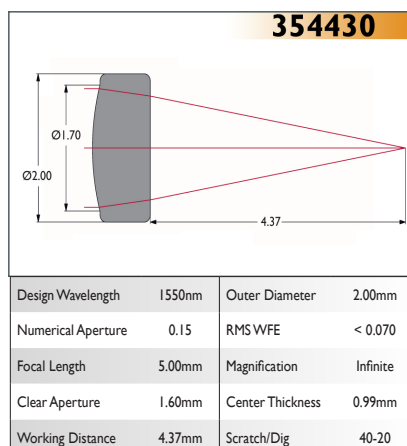 354430
Ø1.70
Ø2.00
4.37
Design Wavelength 1550nm Outer Diameter 2.00mm
Numerical Aperture 0.15 RMS WFE < 0.070
Focal Length 5.00mm Magnification Infinite
Clear Aperture 1.60mm Center Thickness 0.99mm
Working Distance 4.37mm Scratch/Dig 40-20